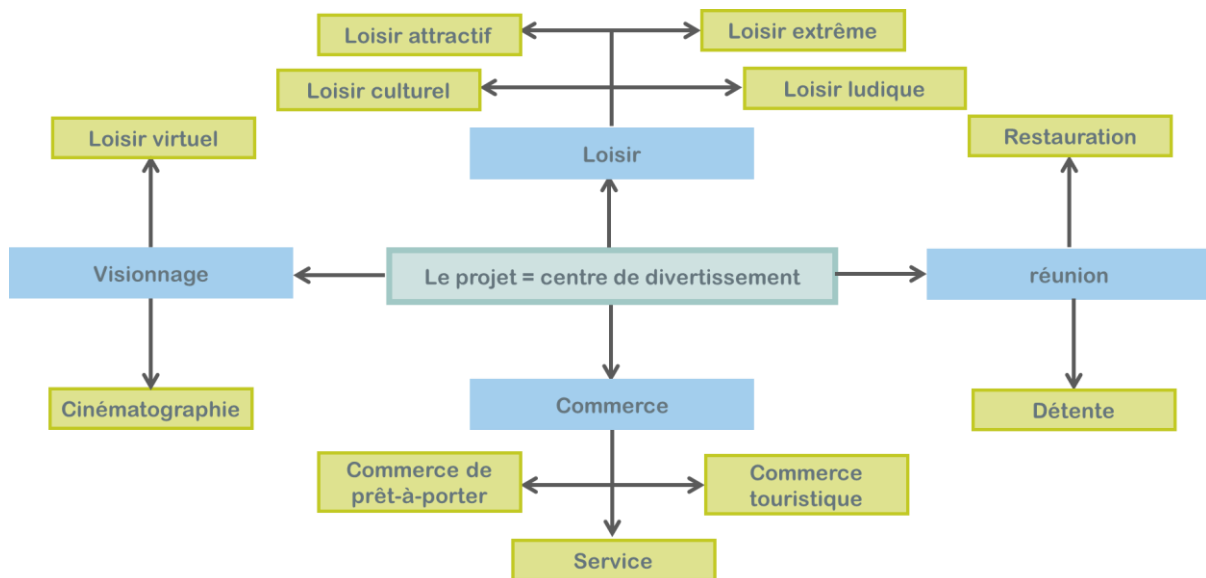 Loisir attractif
Loisir extrême
Loisir culturel
Loisir ludique
Loisir virtuel
Loisir
Restauration
Visionnage
Le projet = centre de divertissement
réunion
Cinématographie
Commerce
Détente
Commerce de
prêt-à-porter
Commerce
touristique
Service